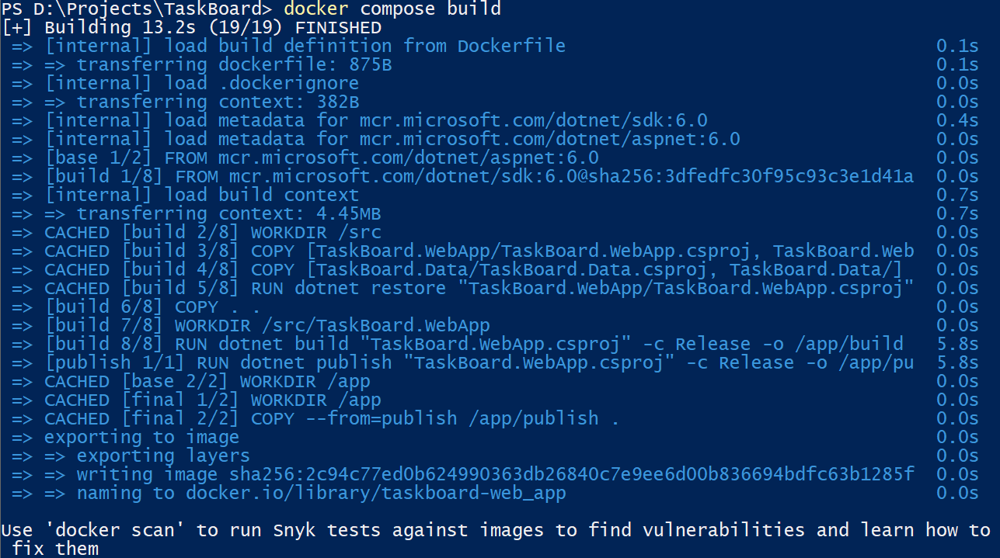 PS D:\Projects\TaskBoard> docker compose build
[+] Building 13.2s (19/19) FINISHED
=> [internal] load build definition from Dockerfile 0.1s
=> => transferring dockerfile: 875B 0.1s
=> [internal] load .dockerignore 0.0s
=> => transferring context: 382B 0.0s
=> [internal] load metadata for mcr.microsoft.com/dotnet/sdk:6.0 0.4s
=> [internal] load metadata for mcr.microsoft.com/dotnet/aspnet:6.0 0.0s
=> [base 1/2] FROM mcr.microsoft.com/dotnet/aspnet:6.0 0.0s
=> [build 1/8] FROM mcr.microsoft.com/dotnet/sdk:6.0@sha256:3dfedfc30f95c93c3e1d41a 0.0s
=> [internal] load build context 0.7s
=> => transferring context: 4.45MB 0.7s
=> CACHED [build 2/8] WORKDIR /src 0.0s
=> CACHED [build 3/8] COPY [TaskBoard.WebApp/TaskBoard.WebApp.csproj, TaskBoard.Web 0.0s
=> CACHED [build 4/8] COPY [TaskBoard.Data/TaskBoard.Data.csproj, TaskBoard.Data/] 0.0s
=> CACHED [build 5/8] RUN dotnet restore "TaskBoard.WebApp/TaskBoard.WebApp.csproj" 0.0s
=> [build 6/8] COPY . . 0.0s
=> [build 7/8] WORKDIR /src/TaskBoard.WebApp 0.0s
=> [build 8/8] RUN dotnet build "TaskBoard.WebApp.csproj" -c Release -o /app/build 5.8s
=> [publish 1/1] RUN dotnet publish "TaskBoard.WebApp.csproj" -c Release -o /app/pu 5.8s
=> CACHED [base 2/2] WORKDIR /app 0.0s
=> CACHED [final 1/2] WORKDIR /app 0.0s
=> CACHED [final 2/2] COPY --from=publish /app/publish . 0.0s
=> exporting to image 0.0s
=> => exporting layers 0.0s
=> => writing image sha256:2c94c77ed0b624990363db26840c7e9ee6d00b836694bdfc63b1285f 0.0s
=> => naming to docker.io/library/taskboard-web_app 0.0s
Use 'docker scan' to run Snyk tests against images to find vulnerabilities and learn how to
fix them